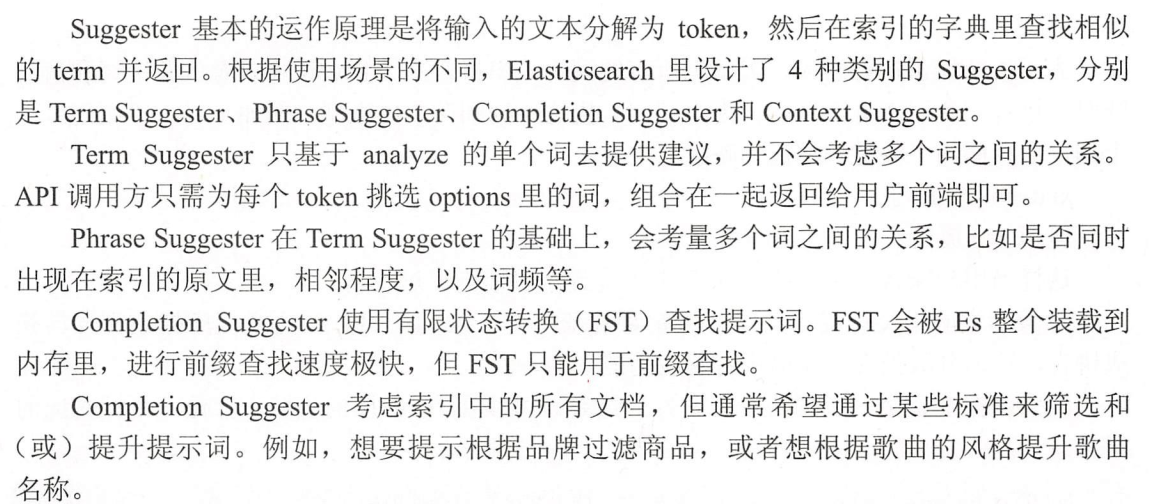 Suggester 基本的运作原理是将输入的文本分解为 token，然后在索引的字典里查找相似
的 term 并返回。根据使用场景的不同，Elasticsearch 里设计了 4 种类别的 Suggester，分别
是 Term Suggester、Phrase Suggester、Completion Suggester 和 Context Suggester。
Term Suggester 只基于 analyze 的单个词去提供建议，并不会考虑多个词之间的关系。
API 调用方只需为每个 token 挑选 options 里的词，组合在一起返回给用户前端即可。
Phrase Suggester 在 Term Suggester 的基础上，会考量多个词之间的关系，比如是否同时
出现在索引的原文里，相邻程度，以及词频等。
Completion Suggester 使用有限状态转换（FST）查找提示词。FST 会被 Es 整个装载到
内存里，进行前缀查找速度极快，但 FST 只能用于前缀查找。
Completion Suggester 考虑索引中的所有文档，但通常希望通过某些标准来筛选和
（或）提升提示词。例如，想要提示根据品牌过滤商品，或者想根据歌曲的风格提升歌曲
名称。